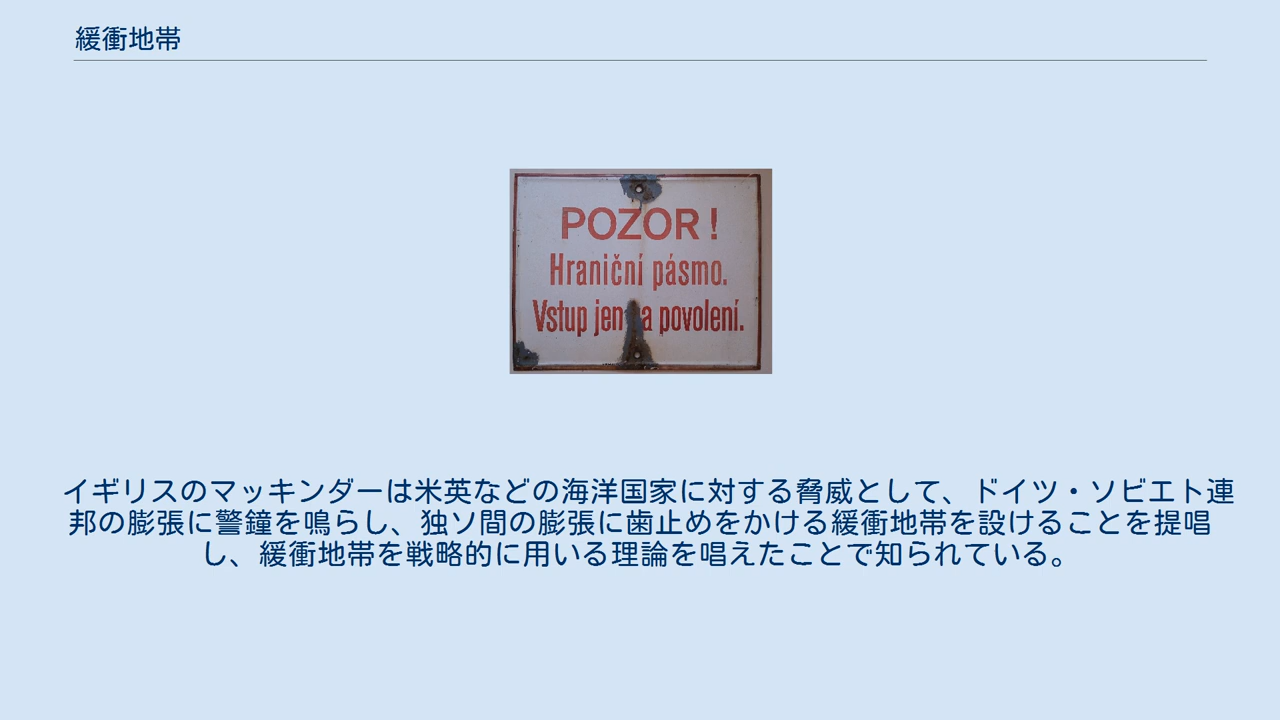 緩衝地帯
POZOR!
Hraniční pásmo.
Vstup jen a povolení.
イギリスのマッキンダーは米英などの海洋国家に対する脅威として、ドイツ・ソビエト連
邦の膨張に警鐘を鳴らし、独ソ間の膨張に歯止めをかける緩衝地帯を設けることを提唱
し、緩衝地帯を戦略的に用いる理論を唱えたことで知られている。